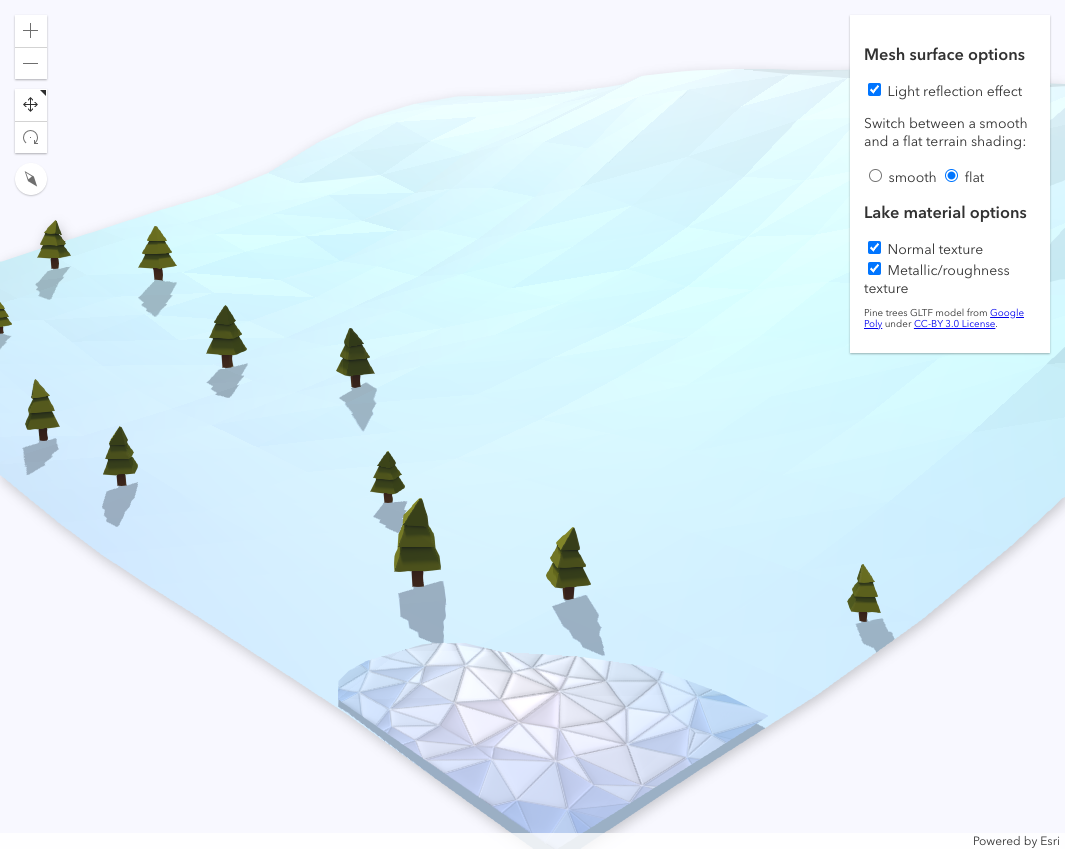 Mesh surface options
Light reflection effect
Switch between a smooth
and a flat terrain shading:
smooth flat
Lake material options
Normal texture
Metallic/roughness
texture
Pine trees GLTF model from Google
Poly under CC-BY 3.0 License.
Powered by Esri